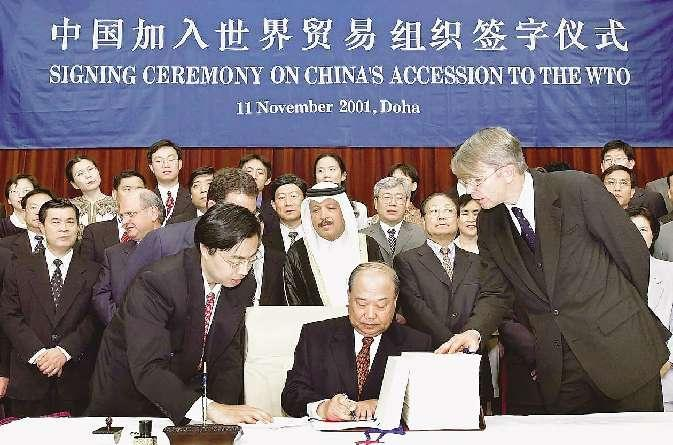 中国加入世界贸易组织签字仪式
SIGNING CEREMONY ON CHINA'S ACCESSION TO THE WTO
11 November 2001, Doha